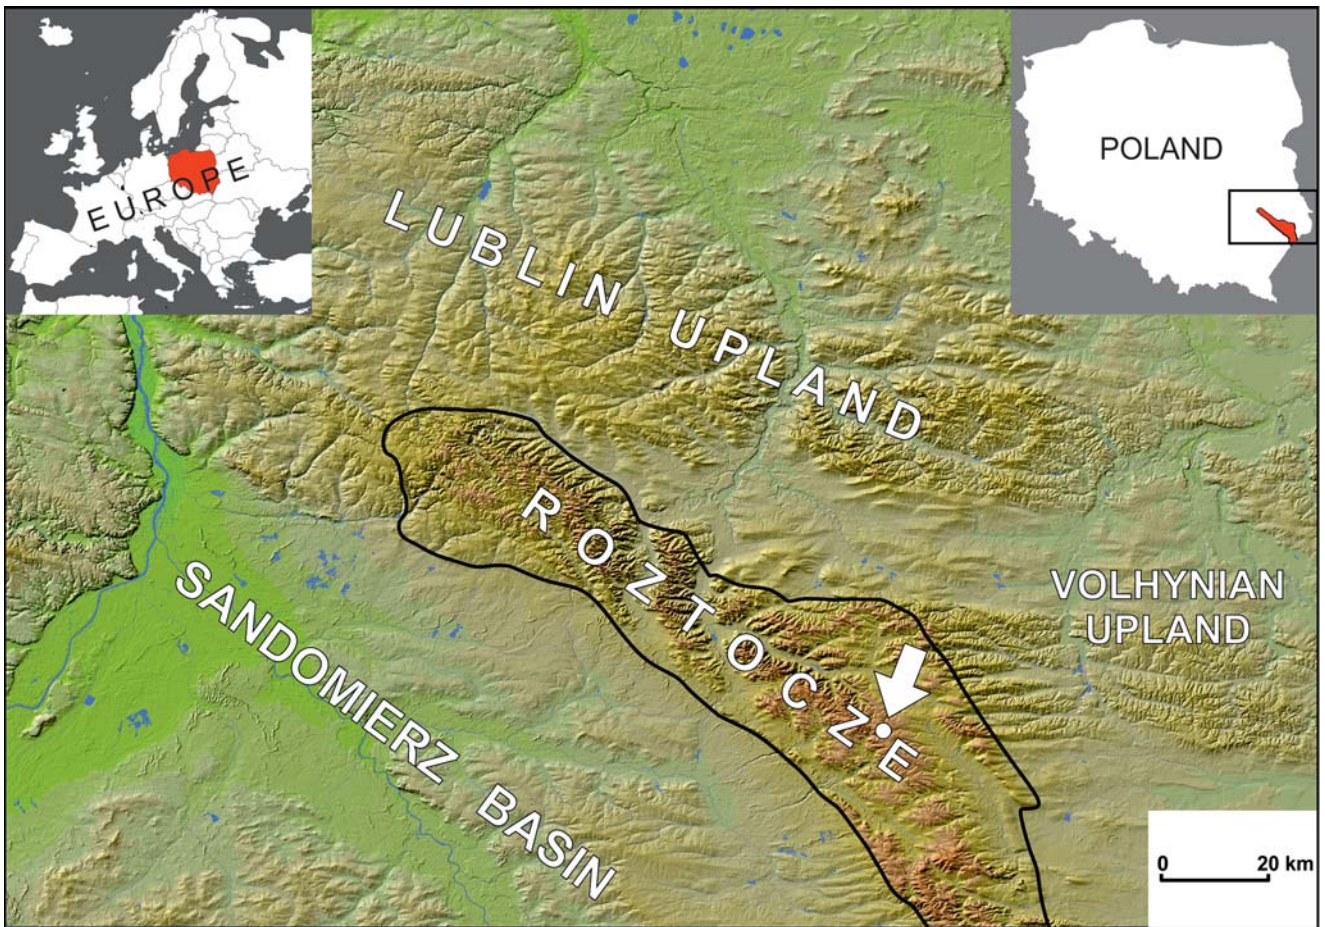 EUROPE
POLAND
LUBLIN UPLAND
ROZTOCZE
VOLHYNIAN
UPLAND
SANDOMIERZ BASIN
0 20 km